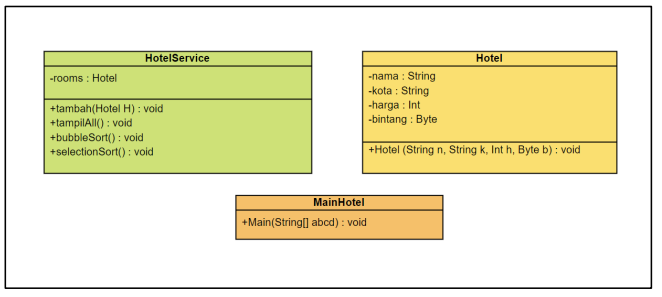 HotelService
-rooms : Hotel
+tambah(Hotel H) : void
+tampilAll() : void
+bubbleSort() : void
+selectionSort() : void
Hotel
-nama : String
-kota : String
-harga : Int
-bintang : Byte
+Hotel (String n, String k, Int h, Byte b) : void
MainHotel
+Main(String[] abcd) : void